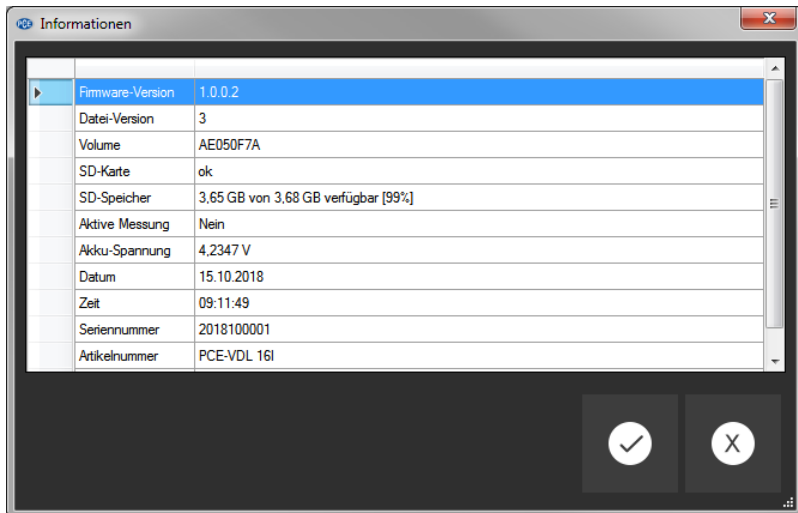 PCE Informationen X
Firmware-Version 1.0.0.2
Datei-Version 3
Volume AE050F7A
SD-Karte ok
SD-Speicher 3,65 GB von 3,68 GB verfügbar [99%]
Aktive Messung Nein
Akku-Spannung 4,2347 V
Datum 15.10.2018
Zeit 09:11:49
Seriennummer 2018100001
Artikelnummer PCE-VDL 16I
X